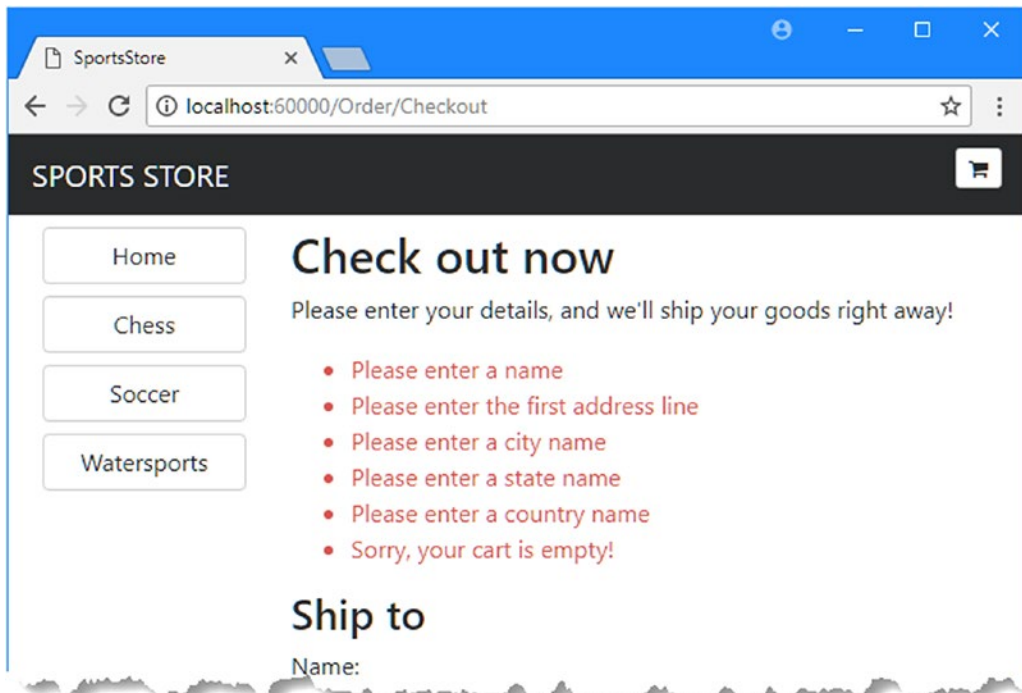 SportsStore
localhost:60000/Order/Checkout
SPORTS STORE
Home
Chess
Soccer
Watersports
Check out now
Please enter your details, and we'll ship your goods right away!
Please enter a name
Please enter the first address line
Please enter a city name
Please enter a state name
Please enter a country name
Sorry, your cart is empty!
Ship to
Name: